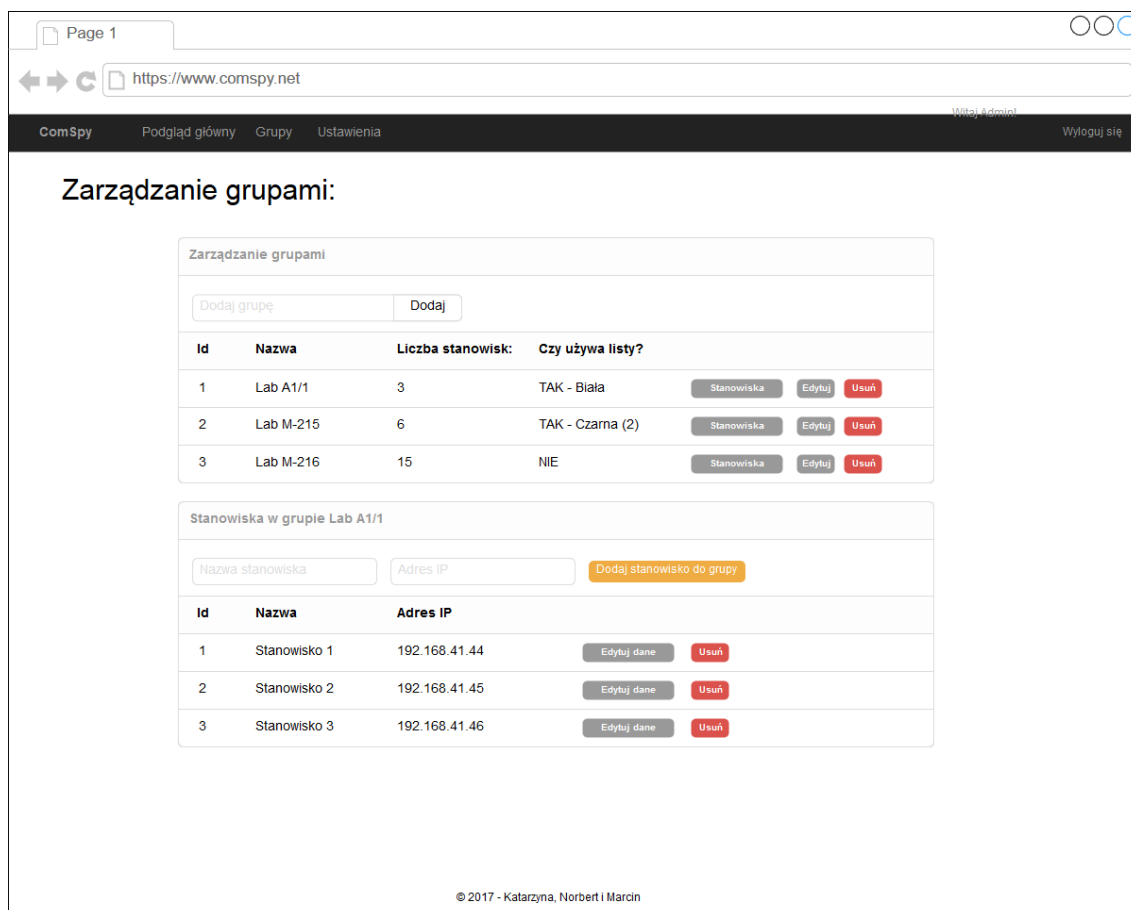 Page 1
https://www.comspy.net
Witaj Admin!
ComSpy Podgląd główny Grupy Ustawienia Wyloguj się
Zarządzanie grupami:
Zarządzanie grupami
Dodaj grupę Dodaj
Id Nazwa Liczba stanowisk: Czy używa listy?
1 Lab A1/1 3 TAK - Biała Stanowiska Edytuj Usuń
2 Lab M-215 6 TAK - Czarna (2) Stanowiska Edytuj Usuń
3 Lab M-216 15 NIE Stanowiska Edytuj Usuń
Stanowiska w grupie Lab A1/1
Nazwa stanowiska Adres IP Dodaj stanowisko do grupy
Id Nazwa Adres IP
1 Stanowisko 1 192.168.41.44 Edytuj dane Usuń
2 Stanowisko 2 192.168.41.45 Edytuj dane Usuń
3 Stanowisko 3 192.168.41.46 Edytuj dane Usuń
© 2017 - Katarzyna, Norbert i Marcin